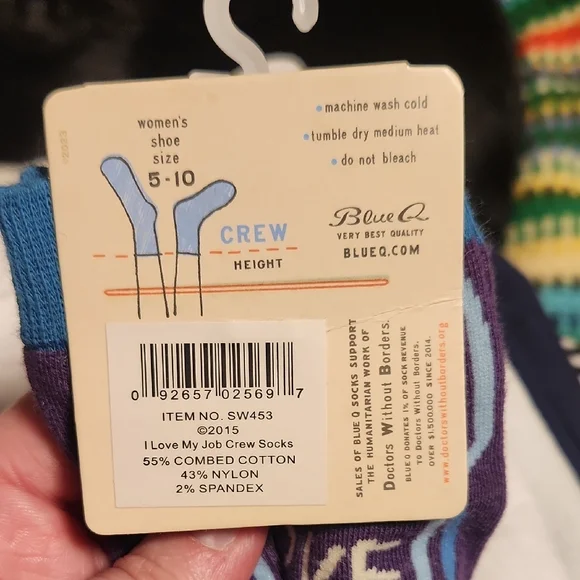 women's
shoe
size
5-10
CREW
HEIGHT
machine wash cold
tumble dry medium heat
do not bleach
Blue Q
VERY BEST QUALITY
BLUEQ.COM
0 92657 02569 7
ITEM NO. SW453
©2015
I Love My Job Crew Socks
55% COMBED COTTON
43% NYLON
2% SPANDEX
SALES OF BLUE Q SOCKS SUPPORT
THE HUMANITARIAN WORK OF
Doctors Without Borders.
BLUE Q DONATES 1% OF SOCK REVENUE
TO Doctors Without Borders.
OVER $1,500,000 SINCE 2014.
www.doctorswithoutborders.org